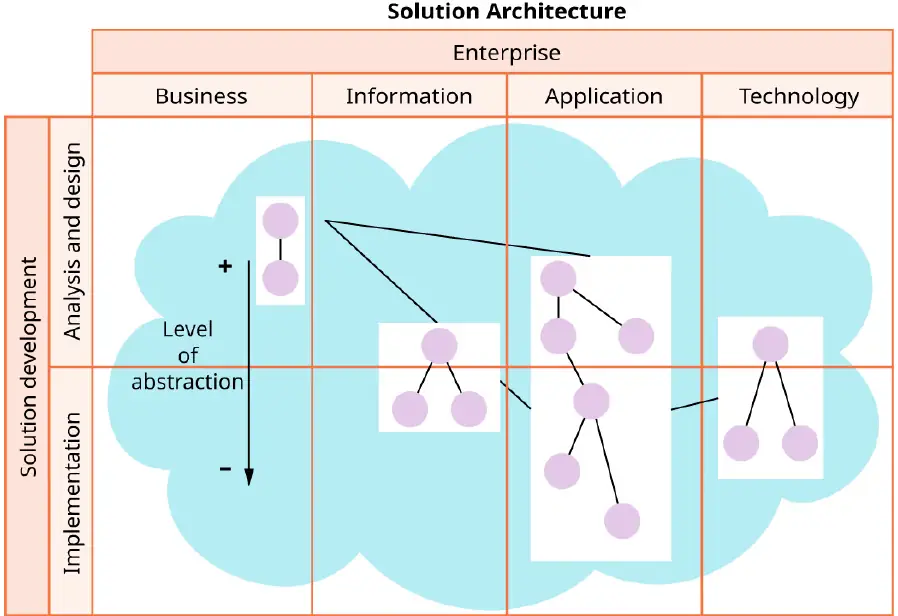 Solution Architecture
Enterprise
Business
Information
Application
Technology
Solution development
Analysis and design
Implementation
+
Level
of
abstraction
–